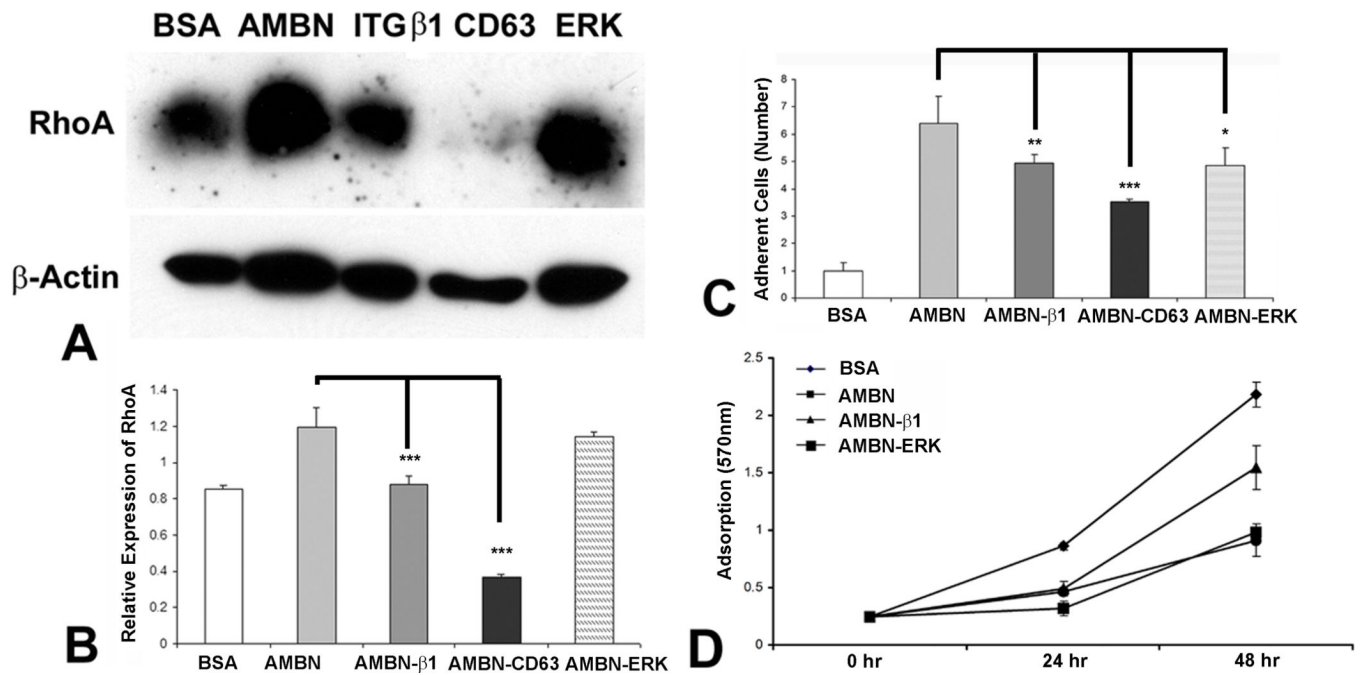 BSA AMBN ITGβ1 CD63 ERK
RhoA
β-Actin
A
Relative Expression of RhoA
1.4
1.2
1
0.8
0.6
0.4
0.2
0
***
***
BSA AMBN AMBN-β1 AMBN-CD63 AMBN-ERK
B
Adherent Cells (Number)
8
7
6
5
4
3
2
1
0
**
***
*
BSA AMBN AMBN-β1 AMBN-CD63 AMBN-ERK
C
Adsorption (570nm)
2.5
2
1.5
1
0.5
0
BSA
AMBN
AMBN-β1
AMBN-ERK
0 hr 24 hr 48 hr
D